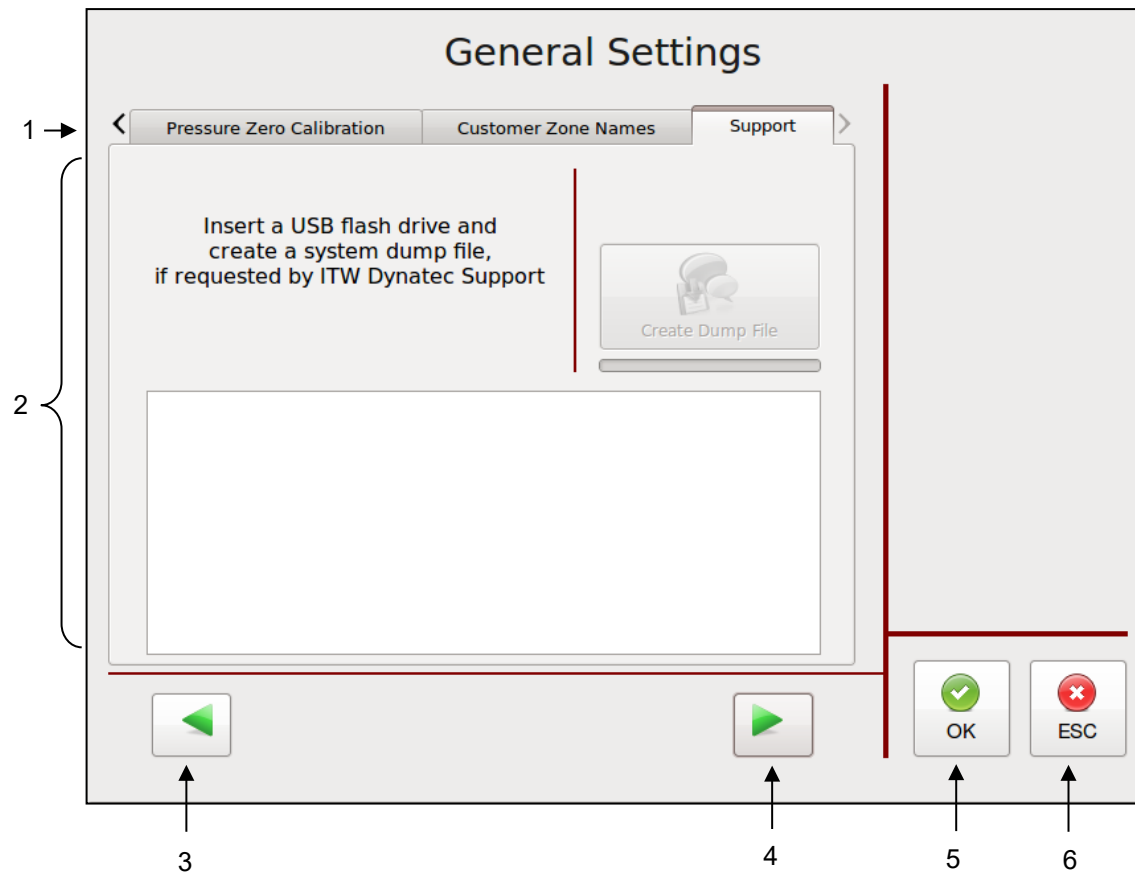 General Settings
1
Pressure Zero Calibration
Customer Zone Names
Support
Insert a USB flash drive and
create a system dump file,
if requested by ITW Dynatec Support
Create Dump File
2
OK
ESC
3
4
5
6